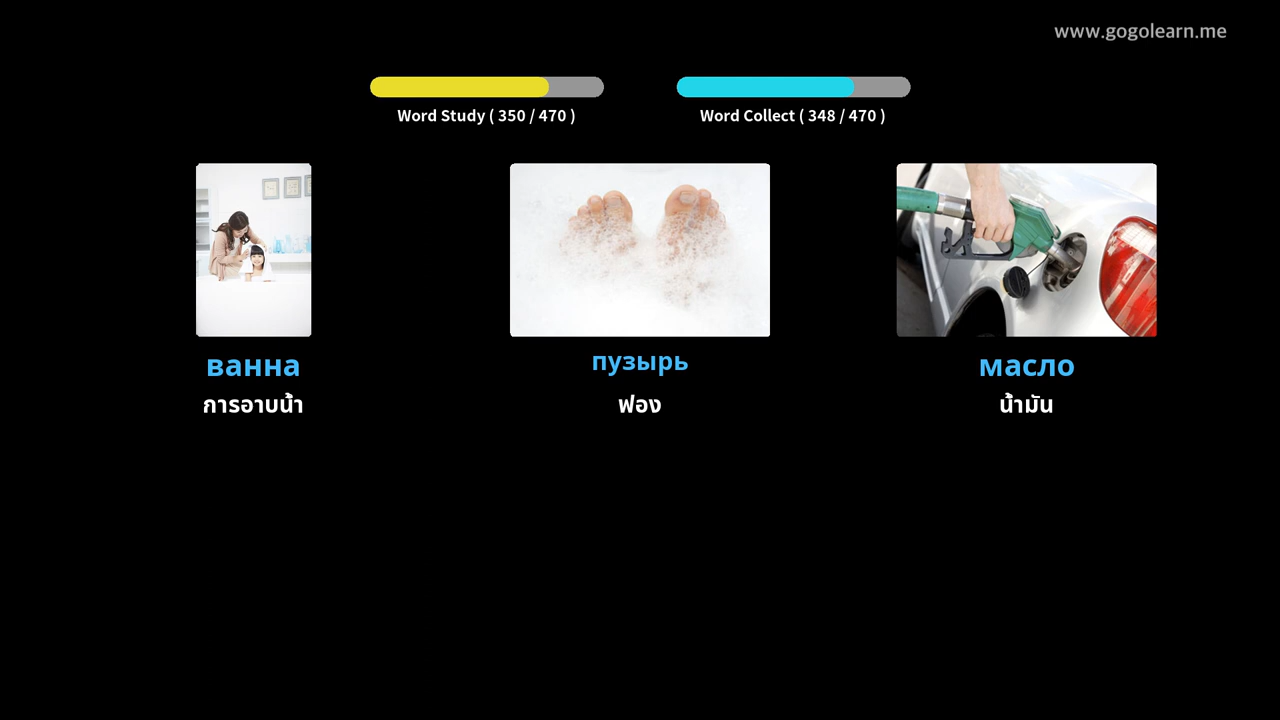 www.gogolearn.me
Word Study ( 350 / 470 )
Word Collect ( 348 / 470 )
ванна
การอาบน้ำ
пузырь
ฟอง
масло
น้ำมัน